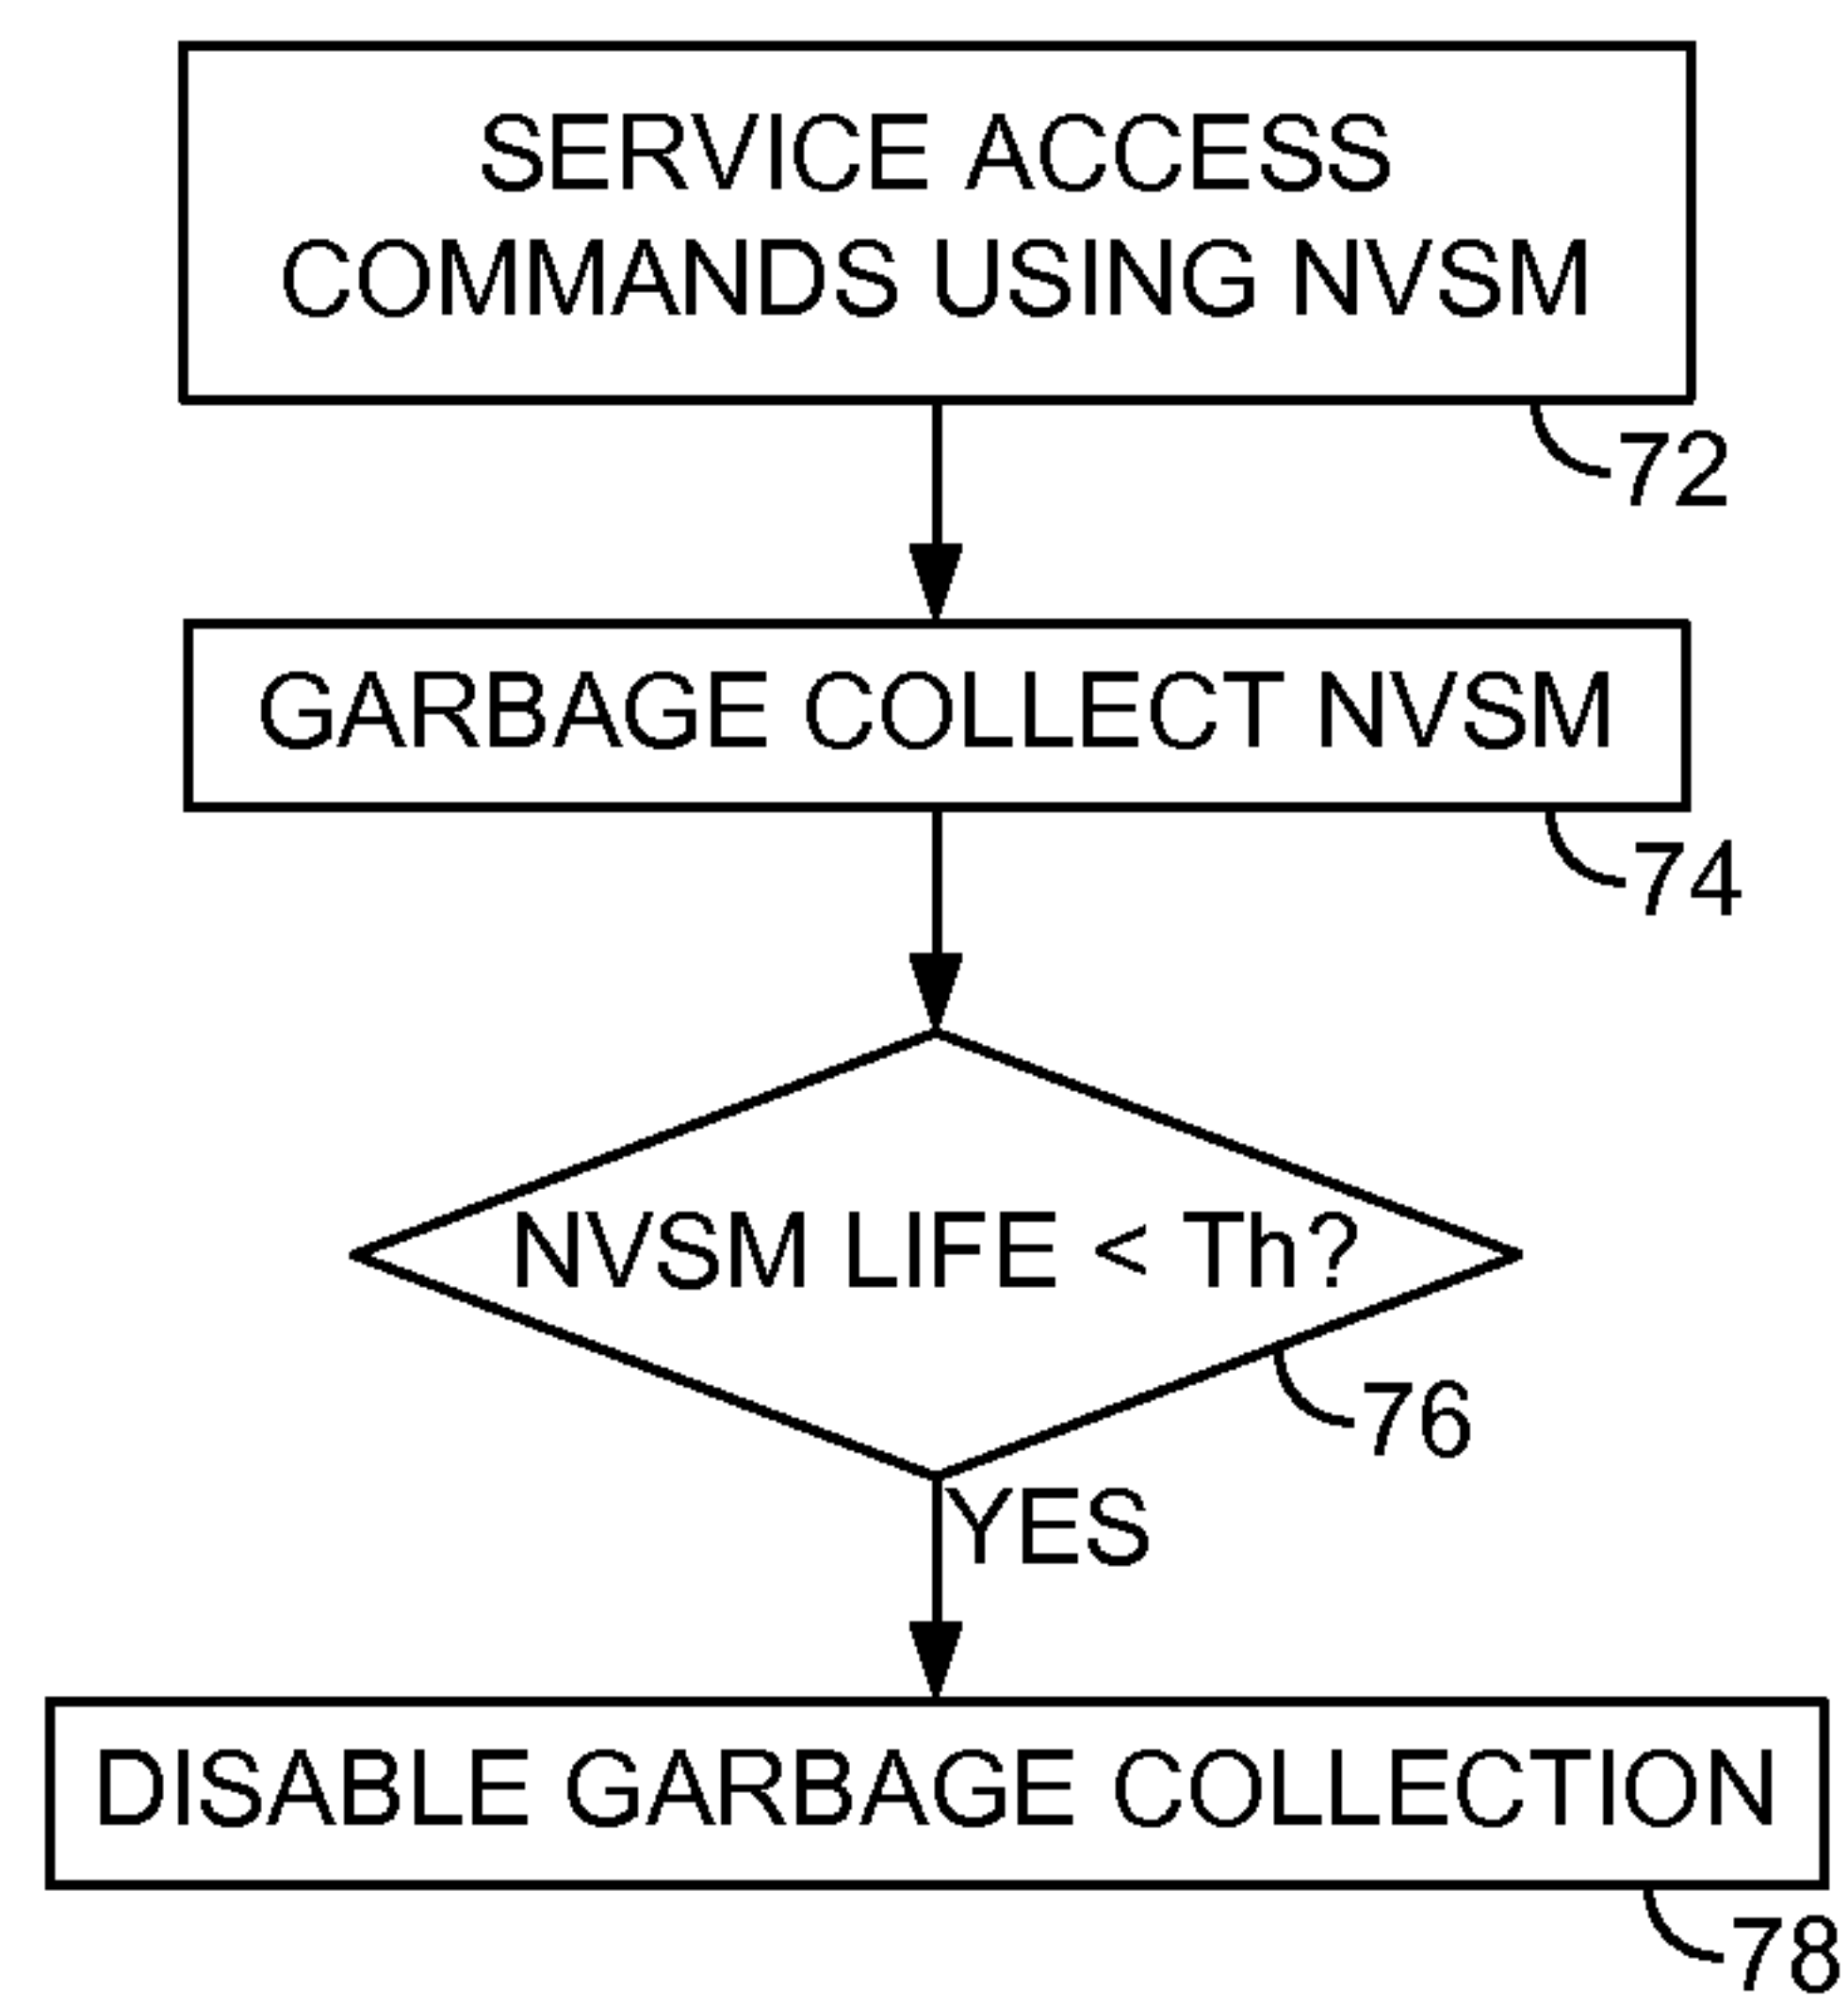 SERVICE ACCESS
COMMANDS USING NVSM
72
GARBAGE COLLECT NVSM
74
NVSM LIFE < Th?
76
YES
DISABLE GARBAGE COLLECTION
78